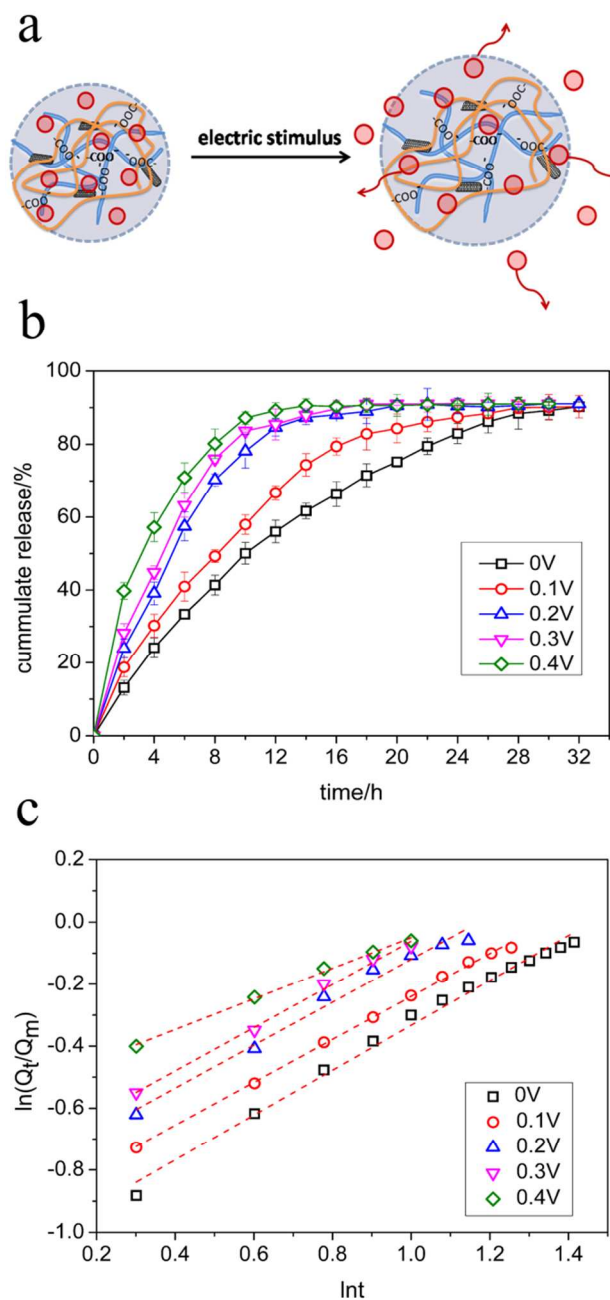 a
-OOC-
-COO-
-COO-
OOC-
COO-
-COO
electric stimulus
-OOC-
-COO-
-COO-
OOC-
COO-
-COO
b
100
80
60
40
20
0
cummulate release/%
0V
0.1V
0.2V
0.3V
0.4V
0 4 8 12 16 20 24 28 32
time/h
c
0.2
0.0
-0.2
-0.4
-0.6
-0.8
-1.0
ln(Qt/Qm)
0V
0.1V
0.2V
0.3V
0.4V
0.2 0.4 0.6 0.8 1.0 1.2 1.4
lnt